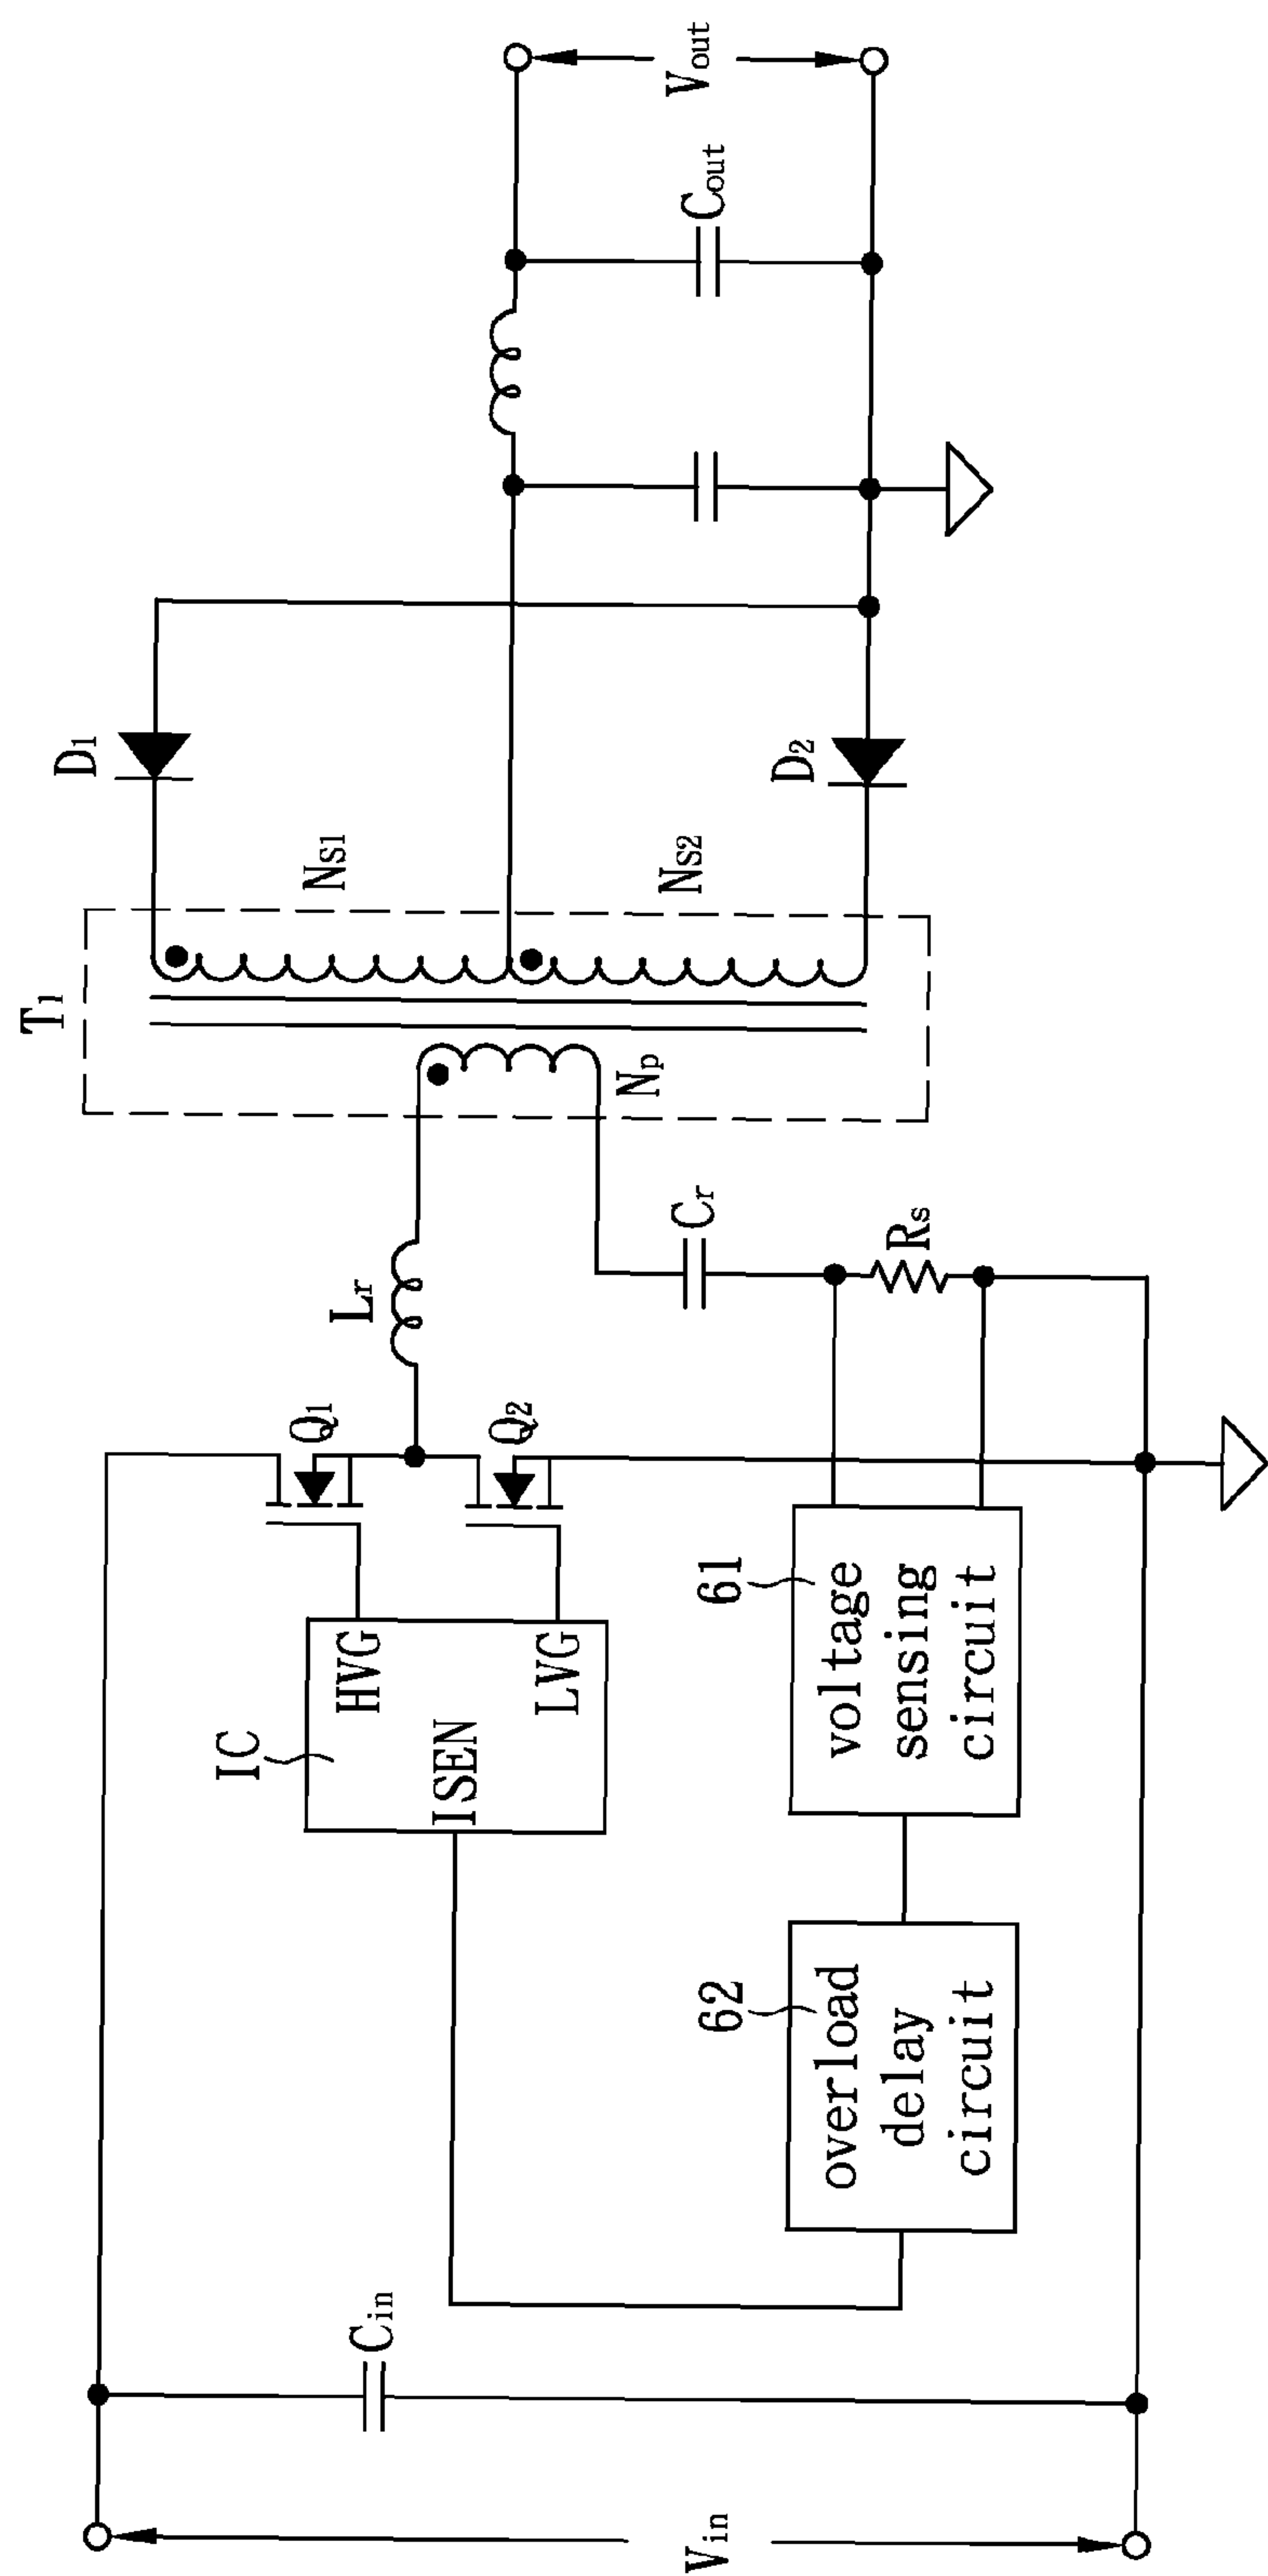 Vin
Cin
IC
HVG
ISEN
LVG
Q1
Q2
Lr
T1
Np
NS1
NS2
D1
D2
Cr
Rs
62
overload
delay
circuit
61
voltage
sensing
circuit
Cout
Vout